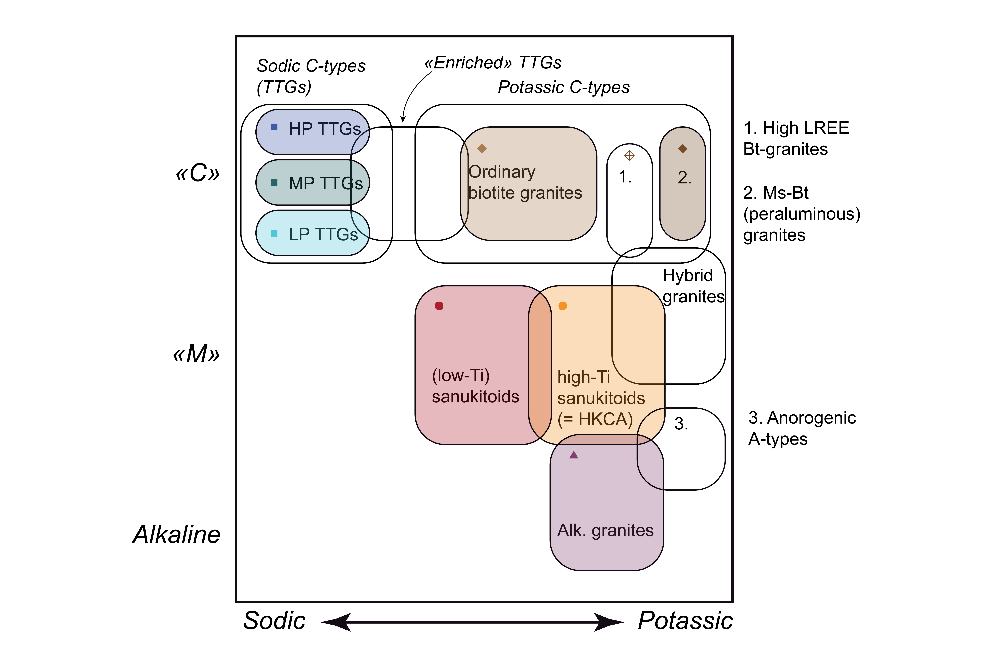 Sodic C-types
(TTGs)
«Enriched» TTGs
Potassic C-types
HP TTGs
MP TTGs
LP TTGs
Ordinary
biotite granites
1.
2.
1. High LREE
Bt-granites
2. Ms-Bt
(peraluminous)
granites
«C»
Hybrid
granites
«M»
(low-Ti)
sanukitoids
high-Ti
sanukitoids
(= HKCA)
3.
3. Anorogenic
A-types
Alkaline
Alk. granites
Sodic
Potassic